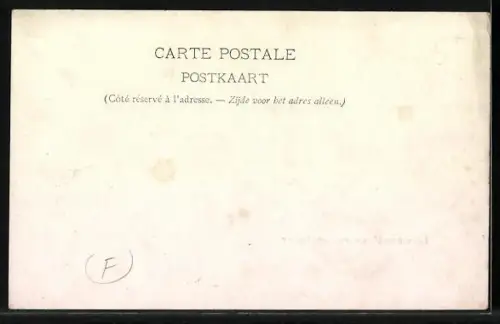 CARTE POSTALE
POSTKAART
(Côté réservé à l'adresse. — Zijde voor het adres alleen.)
F